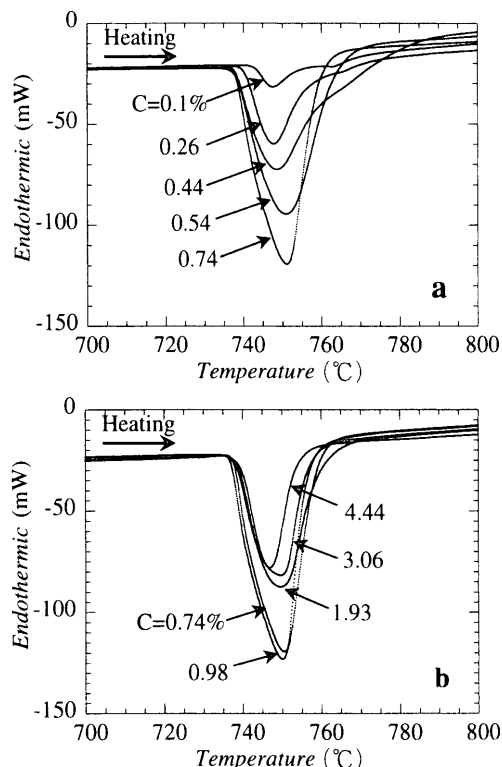 0
Heating
C=0.1%
-50
0.26
0.44
-100
0.54
0.74
a
-150
700 720 740 760 780 800
Temperature (℃)
Endothermic (mW)
0
Heating
-50
4.44
3.06
C=0.74%
1.93
-100
0.98
b
-150
700 720 740 760 780 800
Temperature (℃)
Endothermic (mW)